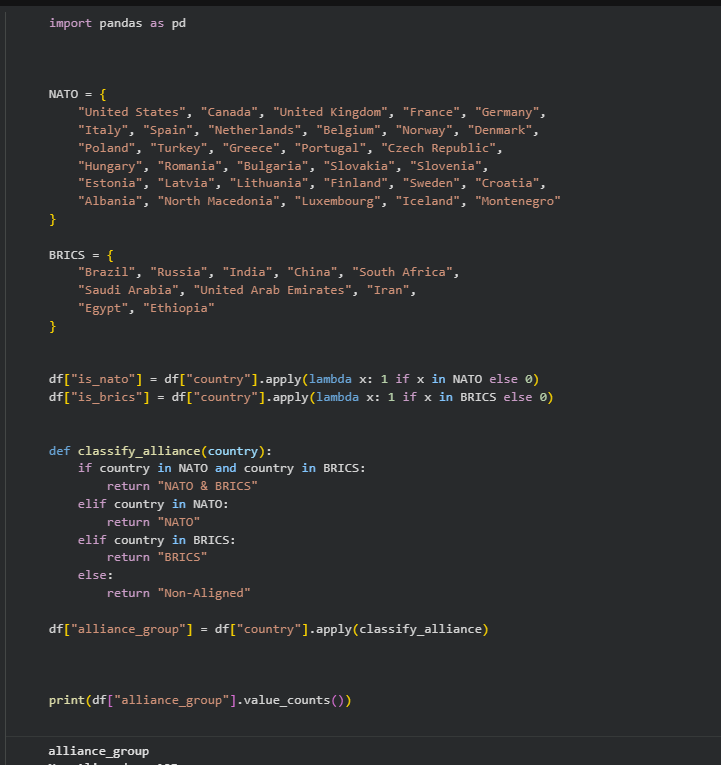 import pandas as pd
NATO = {
"United States", "Canada", "United Kingdom", "France", "Germany",
"Italy", "Spain", "Netherlands", "Belgium", "Norway", "Denmark",
"Poland", "Turkey", "Greece", "Portugal", "Czech Republic",
"Hungary", "Romania", "Bulgaria", "Slovakia", "Slovenia",
"Estonia", "Latvia", "Lithuania", "Finland", "Sweden", "Croatia",
"Albania", "North Macedonia", "Luxembourg", "Iceland", "Montenegro"
}
BRICS = {
"Brazil", "Russia", "India", "China", "South Africa",
"Saudi Arabia", "United Arab Emirates", "Iran",
"Egypt", "Ethiopia"
}
df["is_nato"] = df["country"].apply(lambda x: 1 if x in NATO else 0)
df["is_brics"] = df["country"].apply(lambda x: 1 if x in BRICS else 0)
def classify_alliance(country):
if country in NATO and country in BRICS:
return "NATO & BRICS"
elif country in NATO:
return "NATO"
elif country in BRICS:
return "BRICS"
else:
return "Non-Aligned"
df["alliance_group"] = df["country"].apply(classify_alliance)
print(df["alliance_group"].value_counts())
alliance_group